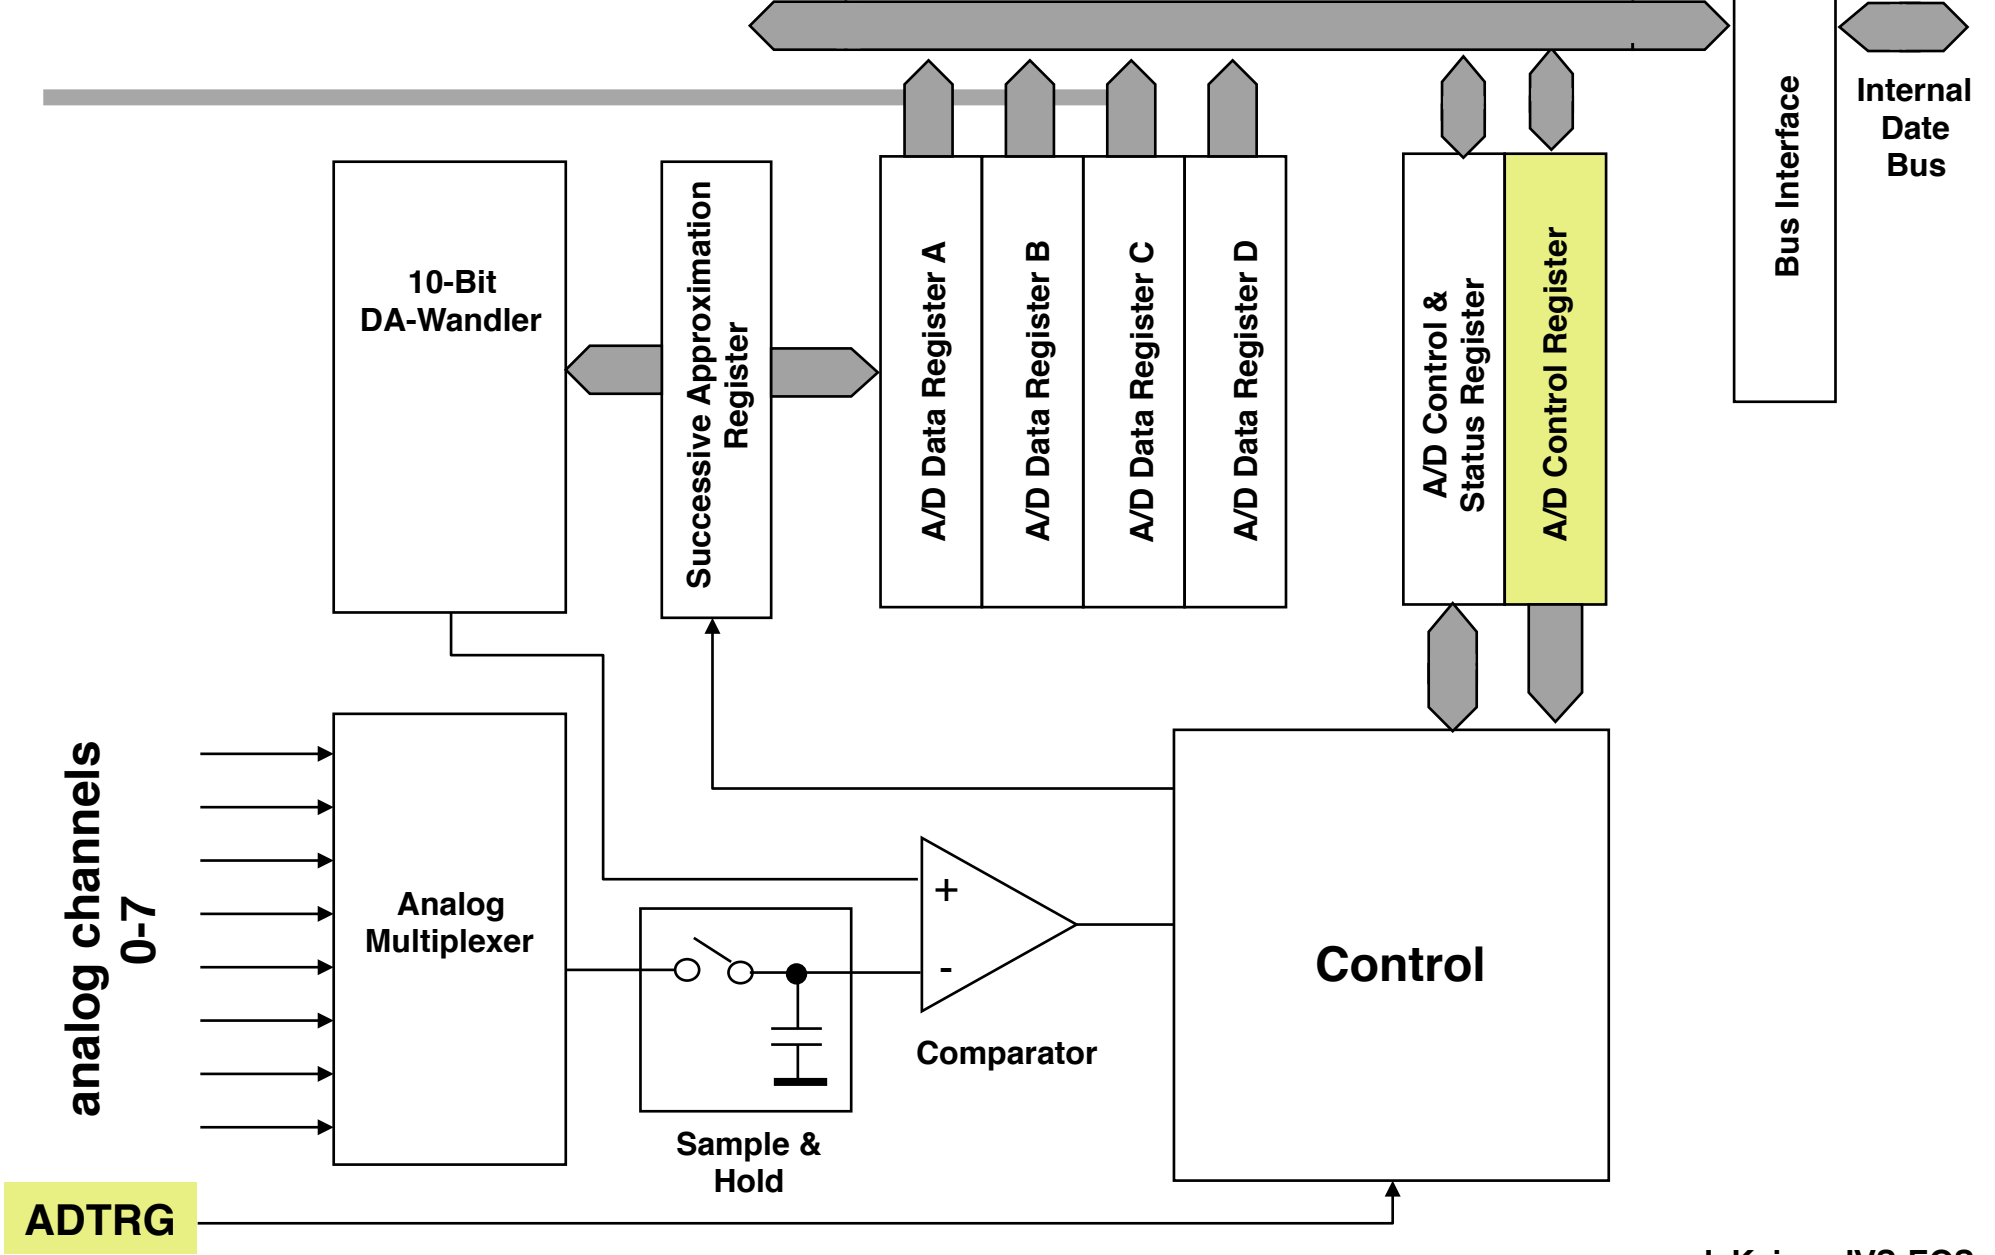 Internal
Date
Bus
Bus Interface
10-Bit
DA-Wandler
Successive Approximation
Register
A/D Data Register A
A/D Data Register B
A/D Data Register C
A/D Data Register D
A/D Control &
Status Register
A/D Control Register
analog channels
0-7
Analog
Multiplexer
+
-
Comparator
Control
Sample &
Hold
ADTRG